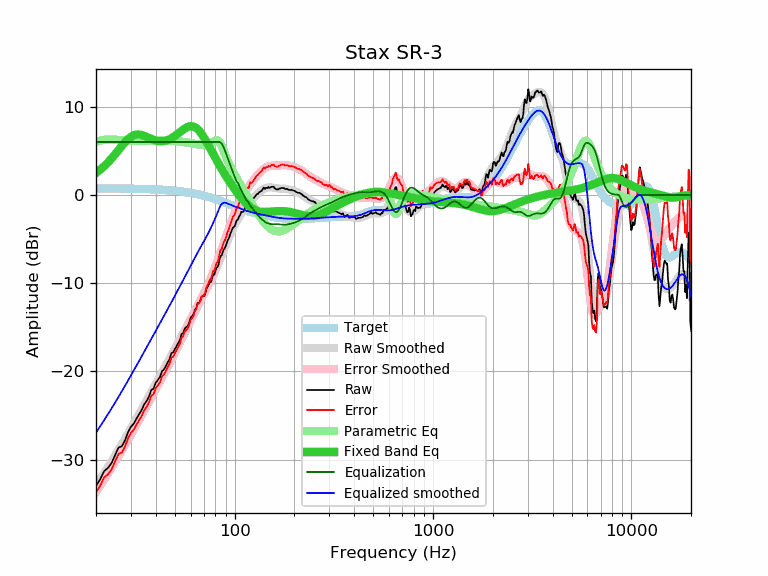 Stax SR-3
Amplitude (dBr)
10
0
−10
−20
−30
Target
Raw Smoothed
Error Smoothed
Raw
Error
Parametric Eq
Fixed Band Eq
Equalization
Equalized smoothed
100
1000
10000
Frequency (Hz)